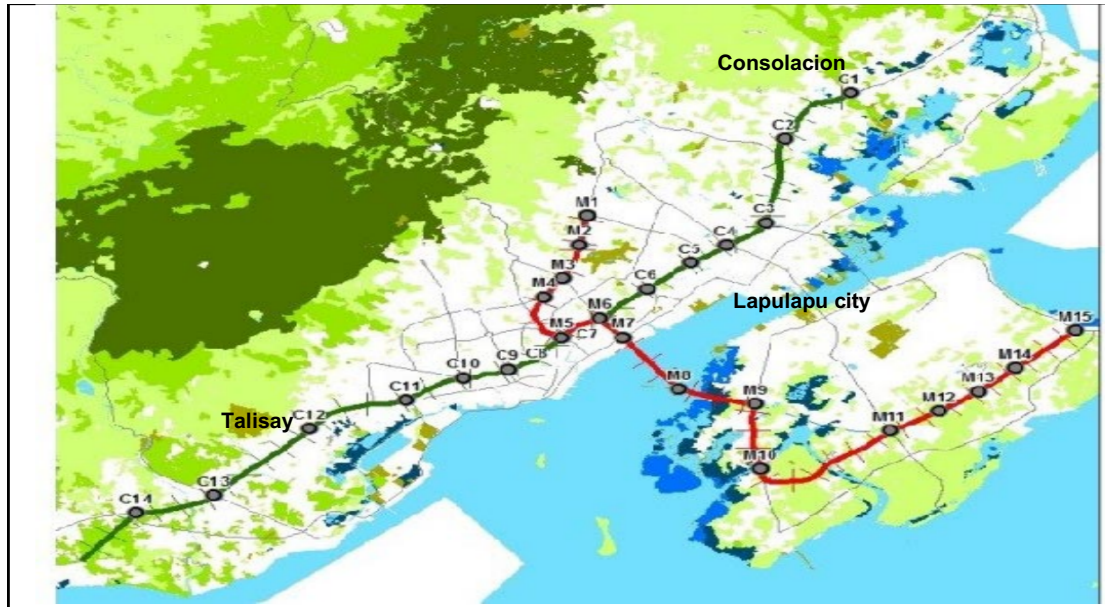 Consolacion
C1
C2
M1
C3
M2
C4
C5
M3
C6
M4
Lapulapu city
M6
M15
M5
C7
M7
C8
M14
C9
C10
M8
M13
C11
M9
M12
Talisay
C12
M11
M10
C13
C14